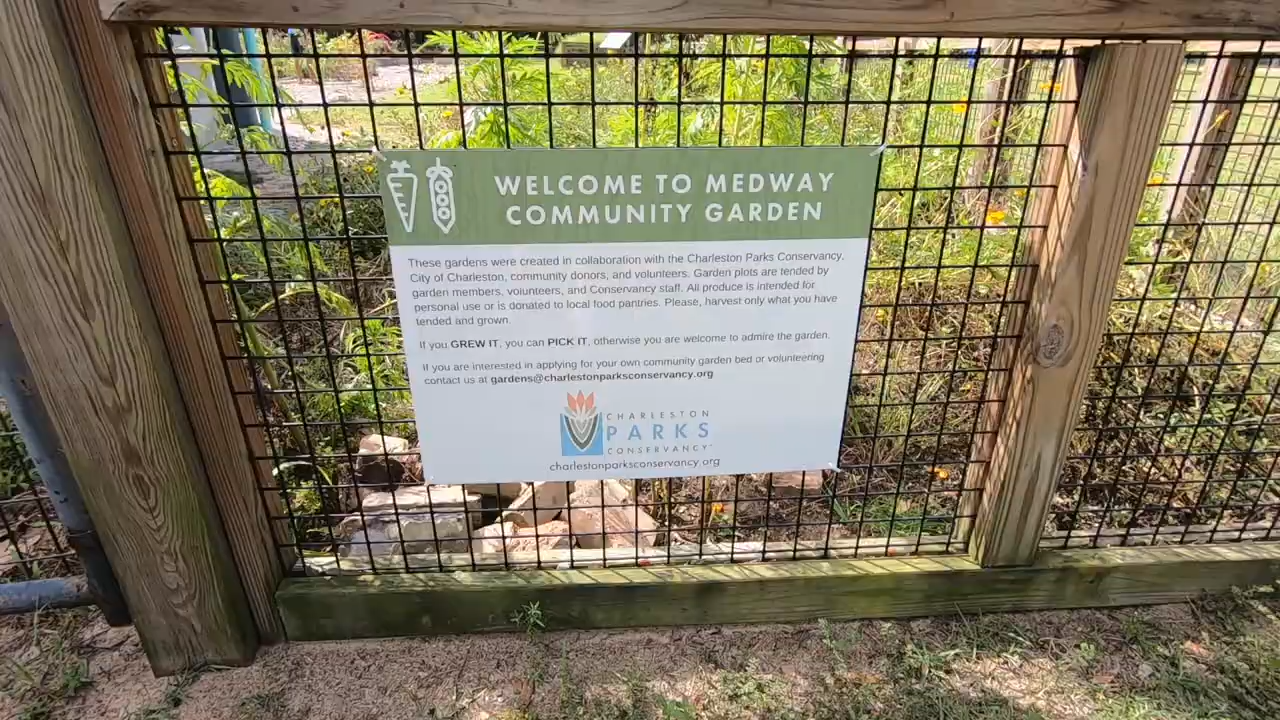 WELCOME TO MEDWAY
COMMUNITY GARDEN
These gardens were created in collaboration with the Charleston Parks Conservancy,
City of Charleston, community donors, and volunteers. Garden plots are tended by
garden members, volunteers, and Conservancy staff. All produce is intended for
personal use or is donated to local food pantries. Please, harvest only what you have
tended and grown.
If you GREW IT, you can PICK IT, otherwise you are welcome to admire the garden.
If you are interested in applying for your own community garden bed or volunteering
contact us at gardens@charlestonparksconservancy.org
CHARLESTON
PARKS
CONSERVANCY
charlestonparksconservancy.org